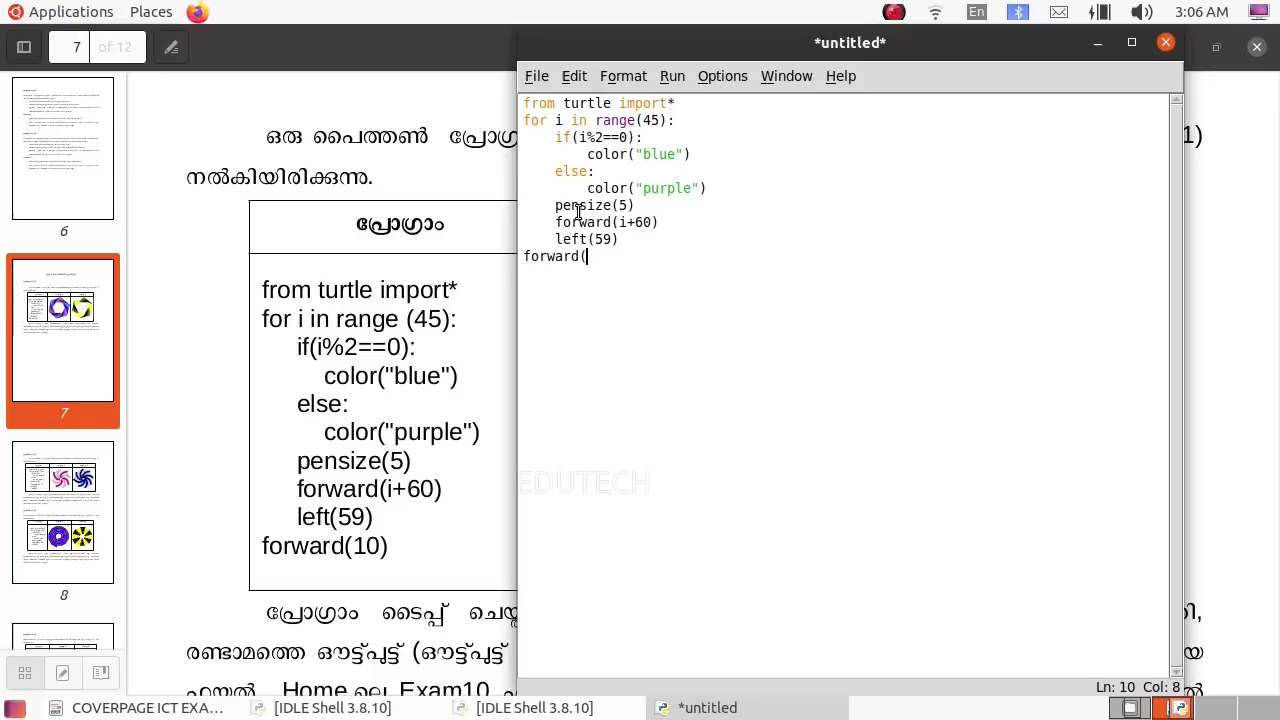 Applications Places En 3:06 AM
7 of 12
*untitled*
File Edit Format Run Options Window Help
from turtle import*
for i in range(45):
if(i%2==0):
color("blue")
else:
color("purple")
pensize(5)
forward(i+60)
left(59)
forward(
Ln: 10 Col: 8
6
7
8
ഒരു പൈത്തൺ
1)
നൽകിയിരിക്കുന്നു.
പ്രോഗ്രാം
from turtle import*
for i in range (45):
if(i%2==0):
color("blue")
else:
color("purple")
pensize(5)
forward(i+60)
left(59)
forward(10)
EDUTECH
പ്രോഗ്രാം ടൈപ്പ്
രണ്ടാമത്തെ ഔട്ട്പുട്ട് (ഔട്ട്പുട്ട്
ഫയൽ Home ലെ Exam10
COVERPAGE ICT EXA... [IDLE Shell 3.8.10] [IDLE Shell 3.8.10] *untitled